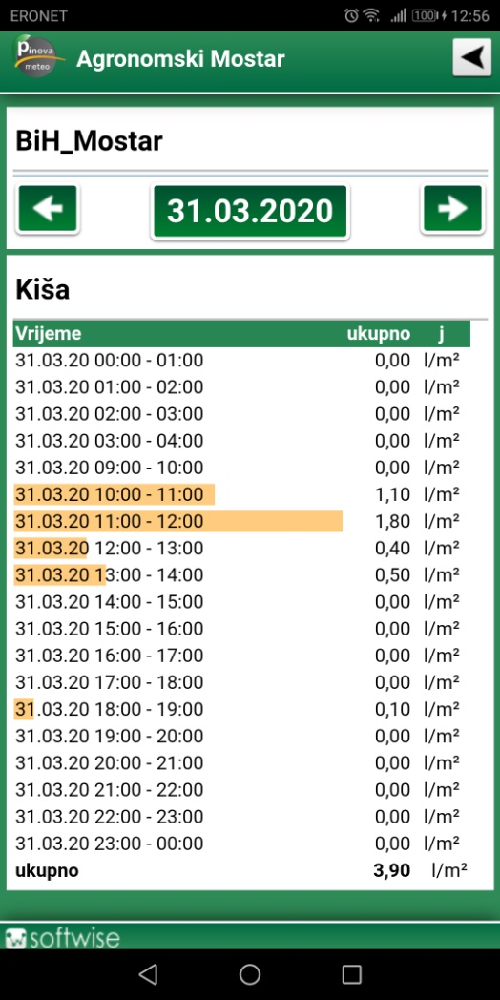 ERONET 100 12:56
Pinova
meteo
Agronomski Mostar
BiH_Mostar
31.03.2020
Kiša
Vrijeme ukupno j
31.03.20 00:00 - 01:00 0,00 l/m²
31.03.20 01:00 - 02:00 0,00 l/m²
31.03.20 02:00 - 03:00 0,00 l/m²
31.03.20 03:00 - 04:00 0,00 l/m²
31.03.20 09:00 - 10:00 0,00 l/m²
31.03.20 10:00 - 11:00 1,10 l/m²
31.03.20 11:00 - 12:00 1,80 l/m²
31.03.20 12:00 - 13:00 0,40 l/m²
31.03.20 13:00 - 14:00 0,50 l/m²
31.03.20 14:00 - 15:00 0,00 l/m²
31.03.20 15:00 - 16:00 0,00 l/m²
31.03.20 16:00 - 17:00 0,00 l/m²
31.03.20 17:00 - 18:00 0,00 l/m²
31.03.20 18:00 - 19:00 0,10 l/m²
31.03.20 19:00 - 20:00 0,00 l/m²
31.03.20 20:00 - 21:00 0,00 l/m²
31.03.20 21:00 - 22:00 0,00 l/m²
31.03.20 22:00 - 23:00 0,00 l/m²
31.03.20 23:00 - 00:00 0,00 l/m²
ukupno 3,90 l/m²
softwise